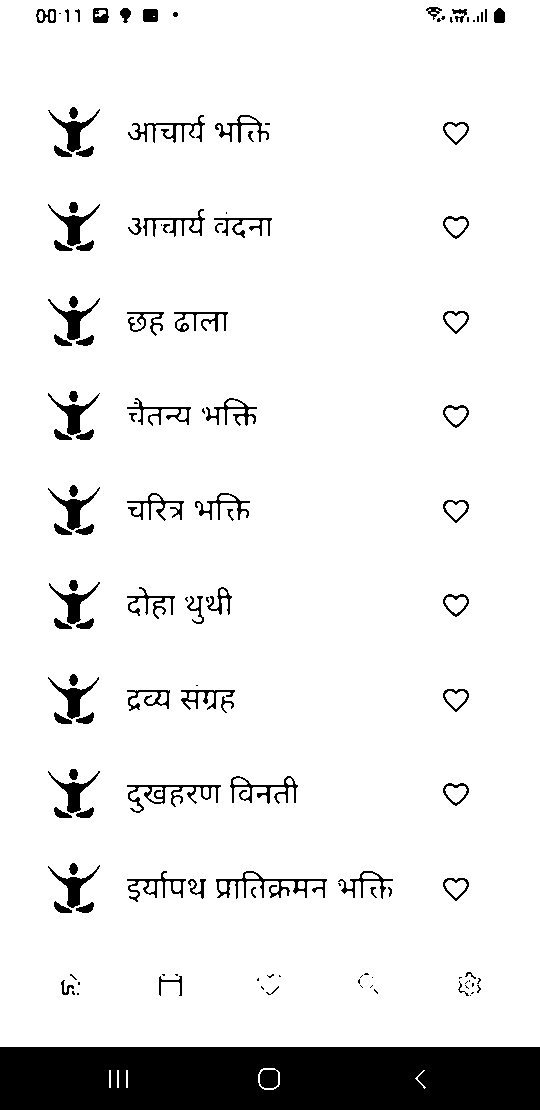 00:11
आचार्य भक्ति
आचार्य वंदना
छह ढाला
चैतन्य भक्ति
चरित्र भक्ति
दोहा थुथी
द्रव्य संग्रह
दुखहरण विनती
इर्यापथ प्रातिक्रमन भक्ति